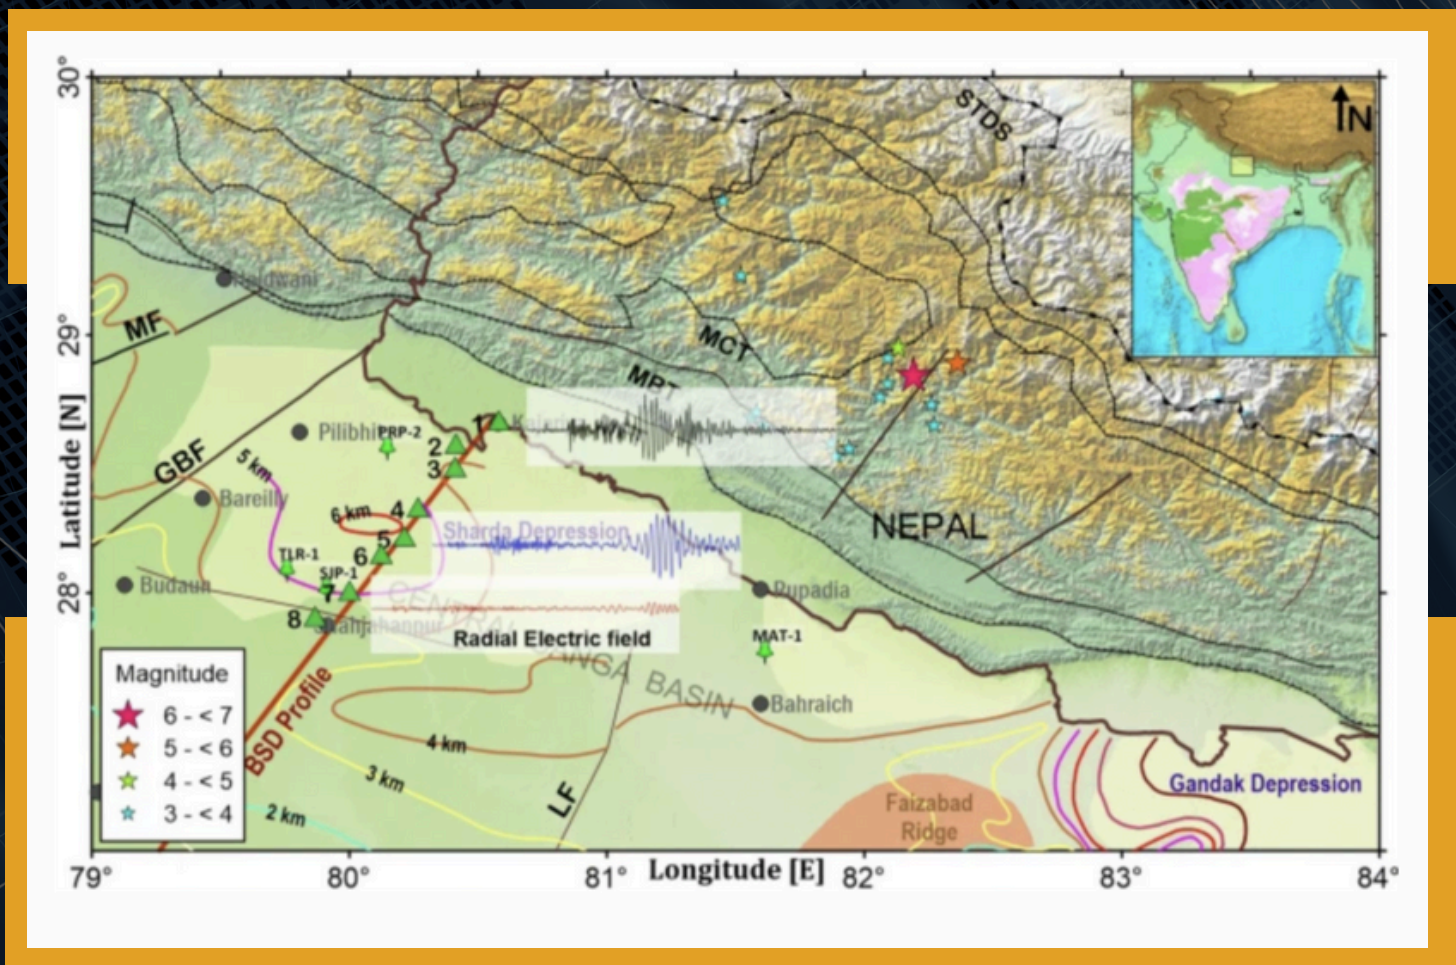 30°
29°
28°
Latitude [N]
79°
80°
81°
82°
83°
84°
Longitude [E]
STDS
N
MF
MCT
MBT
GBF
Pilibhit
PRP-2
5 km
Bareilly
1
2
3
4
6 km
5
6
Sharda Depression
TLR-1
SJP-1
7
8
Budaun
NEPAL
Rupadia
CENTRAL GANGA BASIN
Radial Electric field
MAT-1
Bahraich
BSD Profile
4 km
3 km
2 km
LF
Faizabad
Ridge
Gandak Depression
Magnitude
6 - < 7
5 - < 6
4 - < 5
3 - < 4